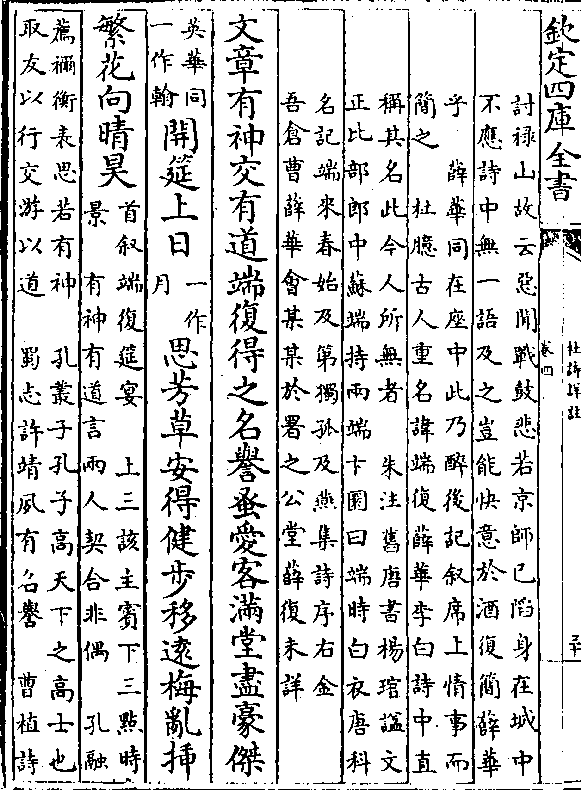 欽定四庫全書
杜詩詳註
卷四
討禄山故云惡聞戰鼓悲若京師已陷身在城中
不應詩中無一語及之豈能快意於酒復簡薛華
乎 薛華同在座中此乃醉後記叙席上情事而
簡之 杜臆古人重名諱端復薛華李白詩中直
稱其名此今人所無者 朱注舊唐書楊琯諡文
正比部郎中蘇端持兩端卞圜曰端時白衣唐科
名記端来春始及第獨孤及燕集詩序右金
吾倉曹薛華會某某於署之公堂薛復未詳
文章有神交有道端復得之名譽蚤愛客滿堂盡豪傑
英華同
一作翰
開筵上日
一作
月
思芳草安得健步移遠梅亂插
繁花向晴昊
首叙端復筵宴 上三該主賔下三點時
景 有神有道言兩人契合非偶 孔融
薦禰衡表思若有神 孔叢子孔子高天下之高士也
取友以行交游以道 蜀志許靖夙有名譽 曹植詩